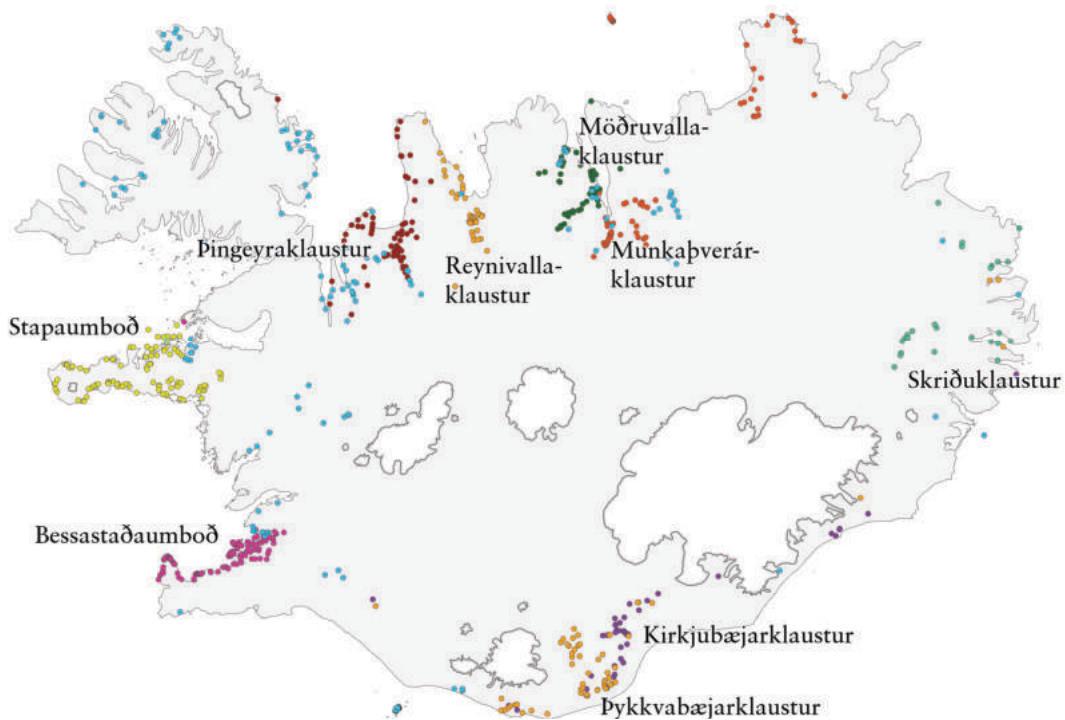 Möðruvalla-
klaustur
Þingeyraklaustur
Reynivalla-
klaustur
Munkaþverár-
klaustur
Stapaumboð
Skriðuklaustur
Bessastaðaumboð
Kirkjubæjarklaustur
Þykkvabæjarklaustur